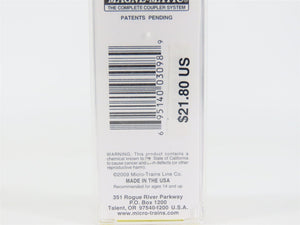 MAGNE-MATIC®
THE COMPLETE COUPLER SYSTEM
PATENTS PENDING
6 95140 03098 9
$21.80 US
WARNING: This product contains a
chemical known to the State of California
to cause cancer and birth defects (or other
reproductive harm).
©2009 Micro-Trains Line Co.
MADE IN THE USA
Recommended for ages 14 and up
351 Rogue River Parkway
P.O. Box 1200
Talent, OR 97540-1200 U.S.A.
www.micro-trains.com